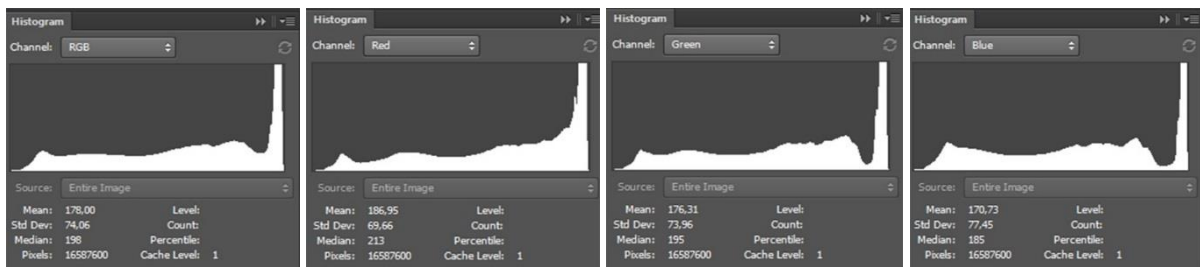 Histogram
Channel: RGB
Source: Entire Image
Mean: 178,00 Level:
Std Dev: 74,06 Count:
Median: 198 Percentile:
Pixels: 16587600 Cache Level: 1
Histogram
Channel: Red
Source: Entire Image
Mean: 186,95 Level:
Std Dev: 69,66 Count:
Median: 213 Percentile:
Pixels: 16587600 Cache Level: 1
Histogram
Channel: Green
Source: Entire Image
Mean: 176,31 Level:
Std Dev: 73,96 Count:
Median: 195 Percentile:
Pixels: 16587600 Cache Level: 1
Histogram
Channel: Blue
Source: Entire Image
Mean: 170,73 Level:
Std Dev: 77,45 Count:
Median: 185 Percentile:
Pixels: 16587600 Cache Level: 1